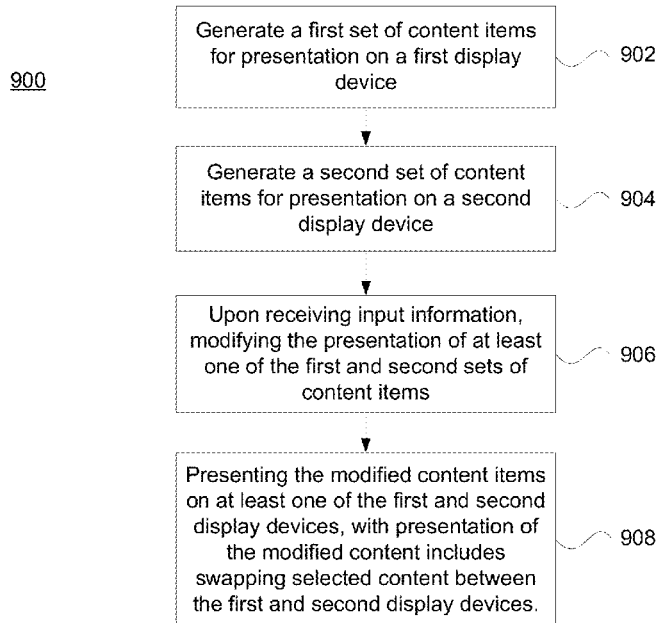 900
Generate a first set of content items
for presentation on a first display
device
902
Generate a second set of content
items for presentation on a second
display device
904
Upon receiving input information,
modifying the presentation of at least
one of the first and second sets of
content items
906
Presenting the modified content items
on at least one of the first and second
display devices, with presentation of
the modified content includes
swapping selected content between
the first and second display devices.
908